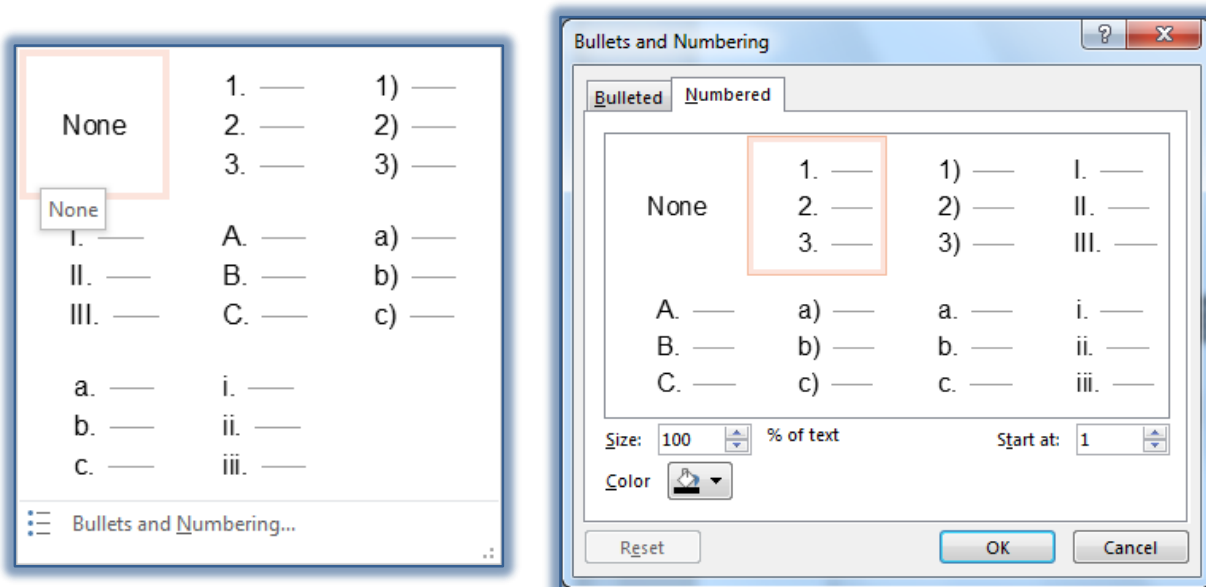 None
1.
2.
3.
1)
2)
3)
None
I.
II.
III.
A.
B.
C.
a)
b)
c)
a.
b.
c.
i.
ii.
iii.
Bullets and Numbering...
Bullets and Numbering
?
X
Bulleted
Numbered
None
1.
2.
3.
1)
2)
3)
I.
II.
III.
A.
B.
C.
a)
b)
c)
a.
b.
c.
i.
ii.
iii.
Size: 100 % of text Start at: 1
Color
Reset OK Cancel